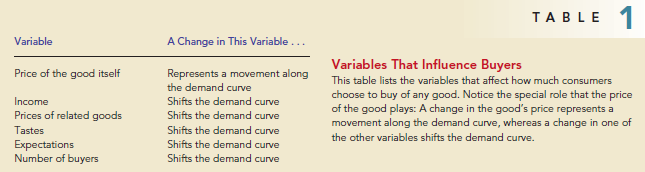 TABLE 1
Variable A Change in This Variable . . .
Price of the good itself Represents a movement along
the demand curve
Income Shifts the demand curve
Prices of related goods Shifts the demand curve
Tastes Shifts the demand curve
Expectations Shifts the demand curve
Number of buyers Shifts the demand curve
Variables That Influence Buyers
This table lists the variables that affect how much consumers
choose to buy of any good. Notice the special role that the price
of the good plays: A change in the good's price represents a
movement along the demand curve, whereas a change in one of
the other variables shifts the demand curve.